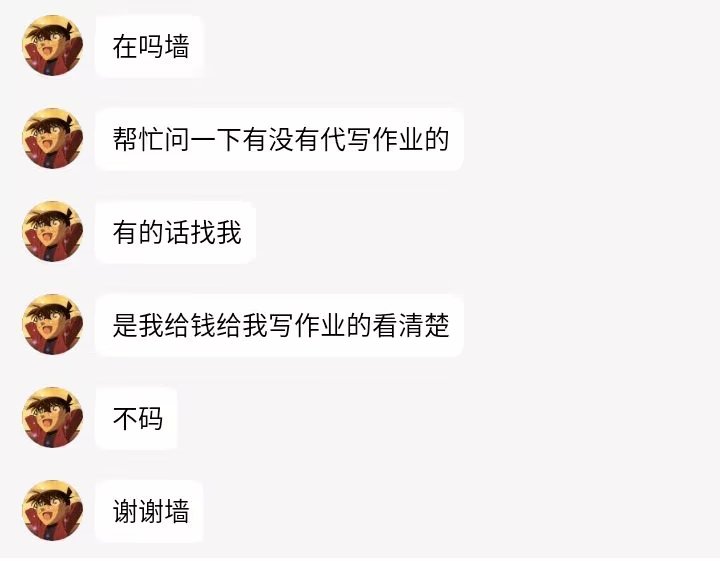 在吗墙
帮忙问一下有没有代写作业的
有的话找我
是我给钱给我写作业的看清楚
不码
谢谢墙